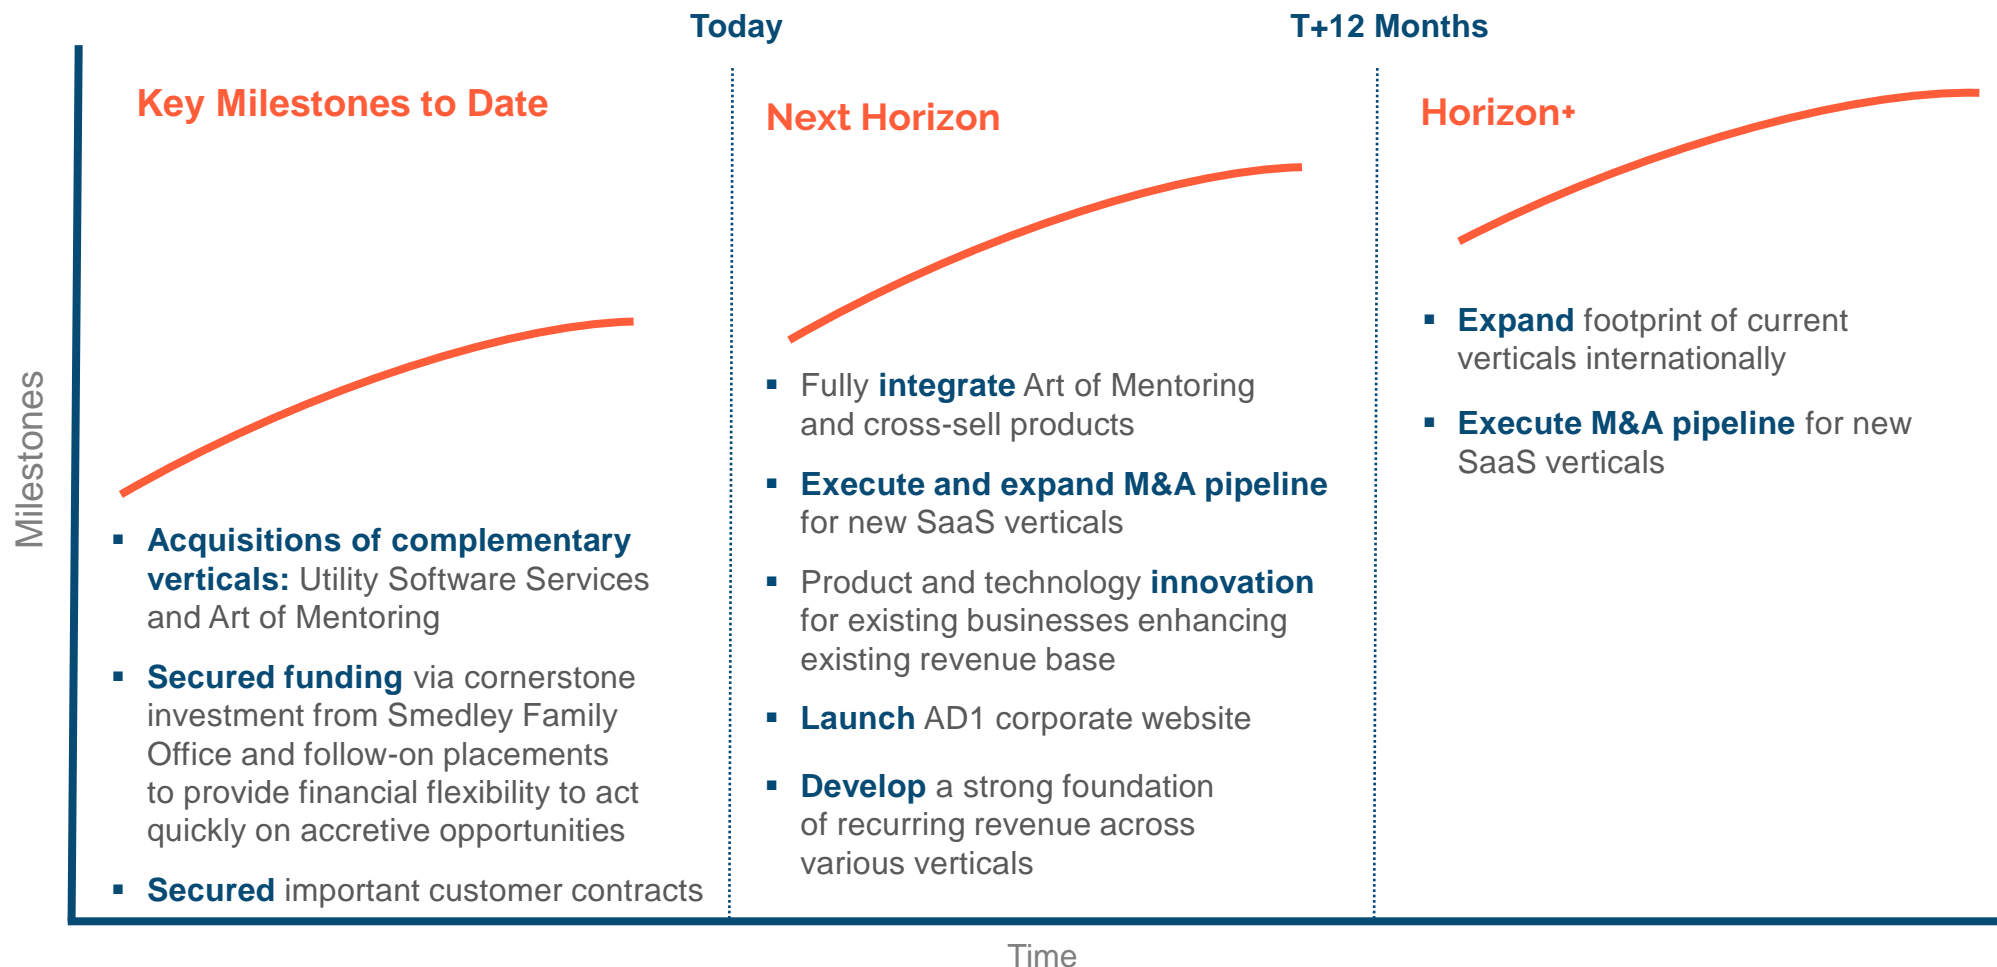 Today
T+12 Months
Key Milestones to Date
Next Horizon
Horizon+
Milestones
▪ Acquisitions of complementary
verticals: Utility Software Services
and Art of Mentoring
▪ Secured funding via cornerstone
investment from Smedley Family
Office and follow-on placements
to provide financial flexibility to act
quickly on accretive opportunities
▪ Secured important customer contracts
▪ Fully integrate Art of Mentoring
and cross-sell products
▪ Execute and expand M&A pipeline
for new SaaS verticals
▪ Product and technology innovation
for existing businesses enhancing
existing revenue base
▪ Launch AD1 corporate website
▪ Develop a strong foundation
of recurring revenue across
various verticals
▪ Expand footprint of current
verticals internationally
▪ Execute M&A pipeline for new
SaaS verticals
Time